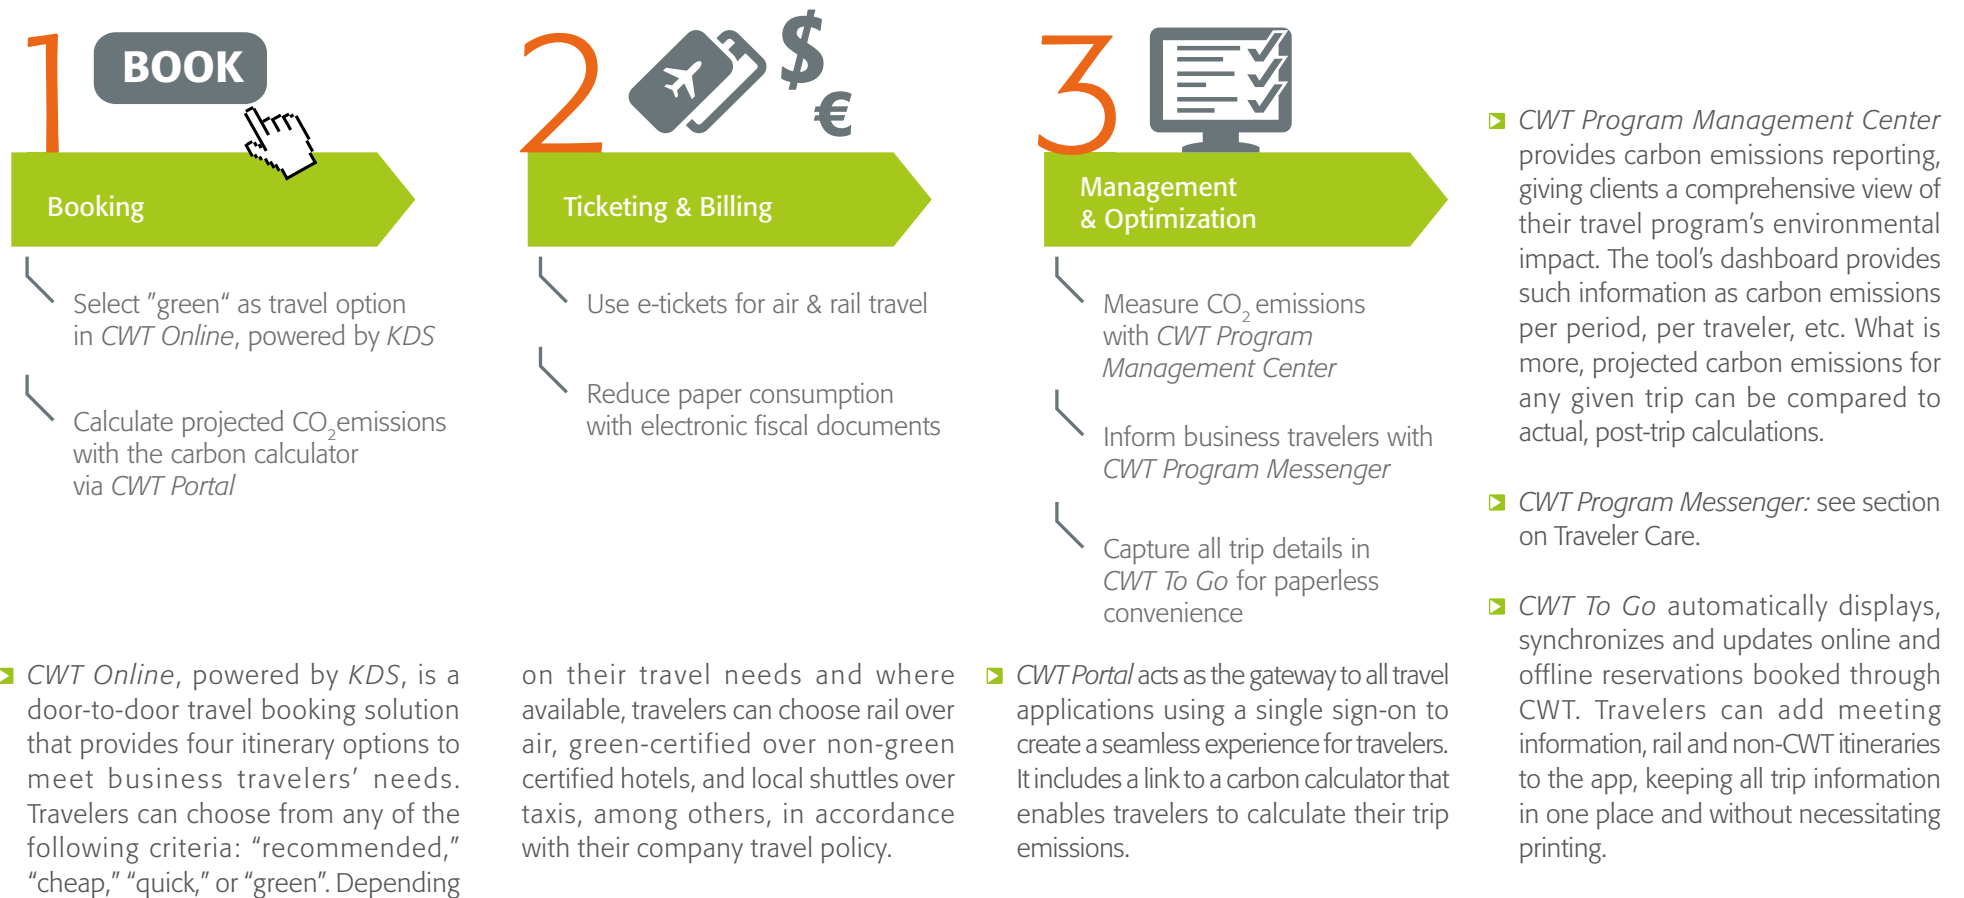 1
BOOK
Booking
Select "green“ as travel option
in CWT Online, powered by KDS
Calculate projected CO2 emissions
with the carbon calculator
via CWT Portal
2
$
€
Ticketing & Billing
Use e-tickets for air & rail travel
Reduce paper consumption
with electronic fiscal documents
3
Management
& Optimization
Measure CO2 emissions
with CWT Program
Management Center
Inform business travelers with
CWT Program Messenger
Capture all trip details in
CWT To Go for paperless
convenience
CWT Online, powered by KDS, is a
door-to-door travel booking solution
that provides four itinerary options to
meet business travelers’ needs.
Travelers can choose from any of the
following criteria: “recommended,”
“cheap,” “quick,” or “green”. Depending
on their travel needs and where
available, travelers can choose rail over
air, green-certified over non-green
certified hotels, and local shuttles over
taxis, among others, in accordance
with their company travel policy.
CWT Portal acts as the gateway to all travel
applications using a single sign-on to
create a seamless experience for travelers.
It includes a link to a carbon calculator that
enables travelers to calculate their trip
emissions.
CWT Program Management Center
provides carbon emissions reporting,
giving clients a comprehensive view of
their travel program’s environmental
impact. The tool’s dashboard provides
such information as carbon emissions
per period, per traveler, etc. What is
more, projected carbon emissions for
any given trip can be compared to
actual, post-trip calculations.
CWT Program Messenger: see section
on Traveler Care.
CWT To Go automatically displays,
synchronizes and updates online and
offline reservations booked through
CWT. Travelers can add meeting
information, rail and non-CWT itineraries
to the app, keeping all trip information
in one place and without necessitating
printing.